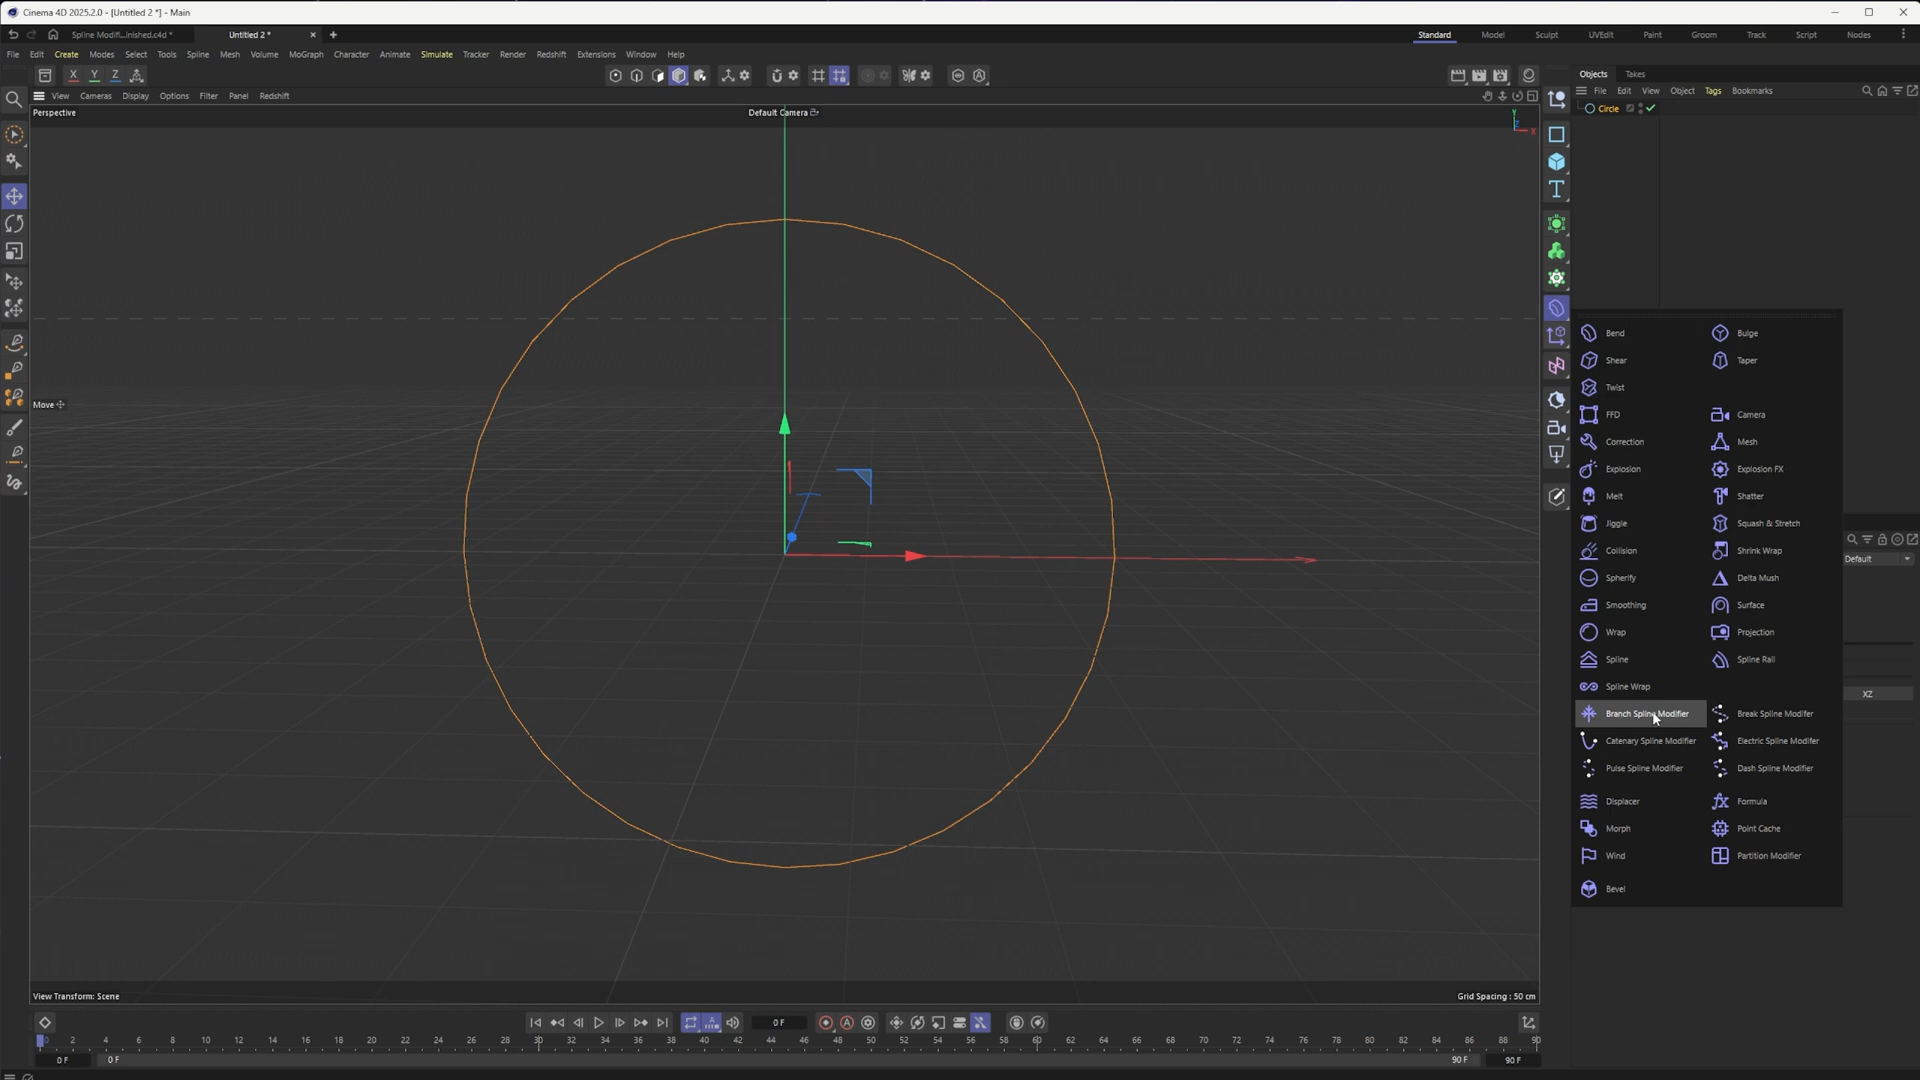 Cinema 4D 2025.2.0 - [Untitled 2 *] - Main
Spline Modifi...inished.c4d *
Untitled 2 *
Standard Model Sculpt UVEdit Paint Groom Track Script Nodes
File Edit Create Modes Select Tools Spline Mesh Volume MoGraph Character Animate Simulate Tracker Render Redshift Extensions Window Help
X Y Z
Objects Takes
File Edit View Object Tags Bookmarks
View Cameras Display Options Filter Panel Redshift
Perspective
Default Camera
Circle
Y
Z
X
Bend Bulge
Shear Taper
Twist
FFD Camera
Correction Mesh
Explosion Explosion FX
Melt Shatter
Jiggle Squash & Stretch
Collision Shrink Wrap
Spherify Delta Mush
Smoothing Surface
Wrap Projection
Spline Spline Rail
Spline Wrap
Branch Spline Modifier Break Spline Modifer
Catenary Spline Modifier Electric Spline Modifer
Pulse Spline Modifier Dash Spline Modifier
Displacer Formula
Morph Point Cache
Wind Partition Modifier
Bevel
Default
XZ
Move
View Transform: Scene
Grid Spacing : 50 cm
0 F
0 2 4 6 8 10 12 14 16 18 20 22 24 26 28 30 32 34 36 38 40 42 44 46 48 50 52 54 56 58 60 62 64 66 68 70 72 74 76 78 80 82 84 86 88 90
0 F 0 F 90 F 90 F